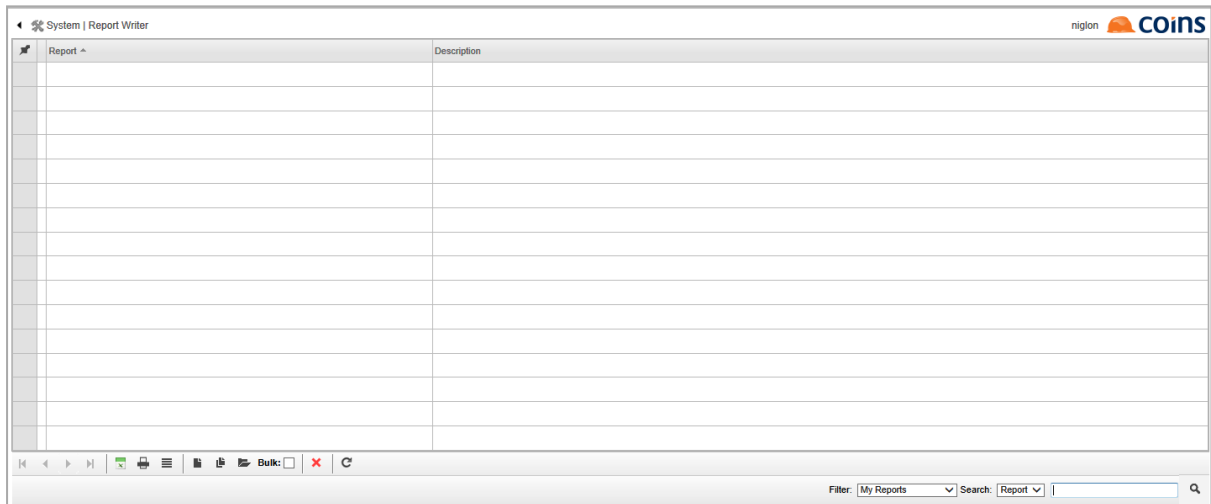 System | Report Writer
niglon COINS
Report Description
Bulk:
Filter: My Reports Search: Report